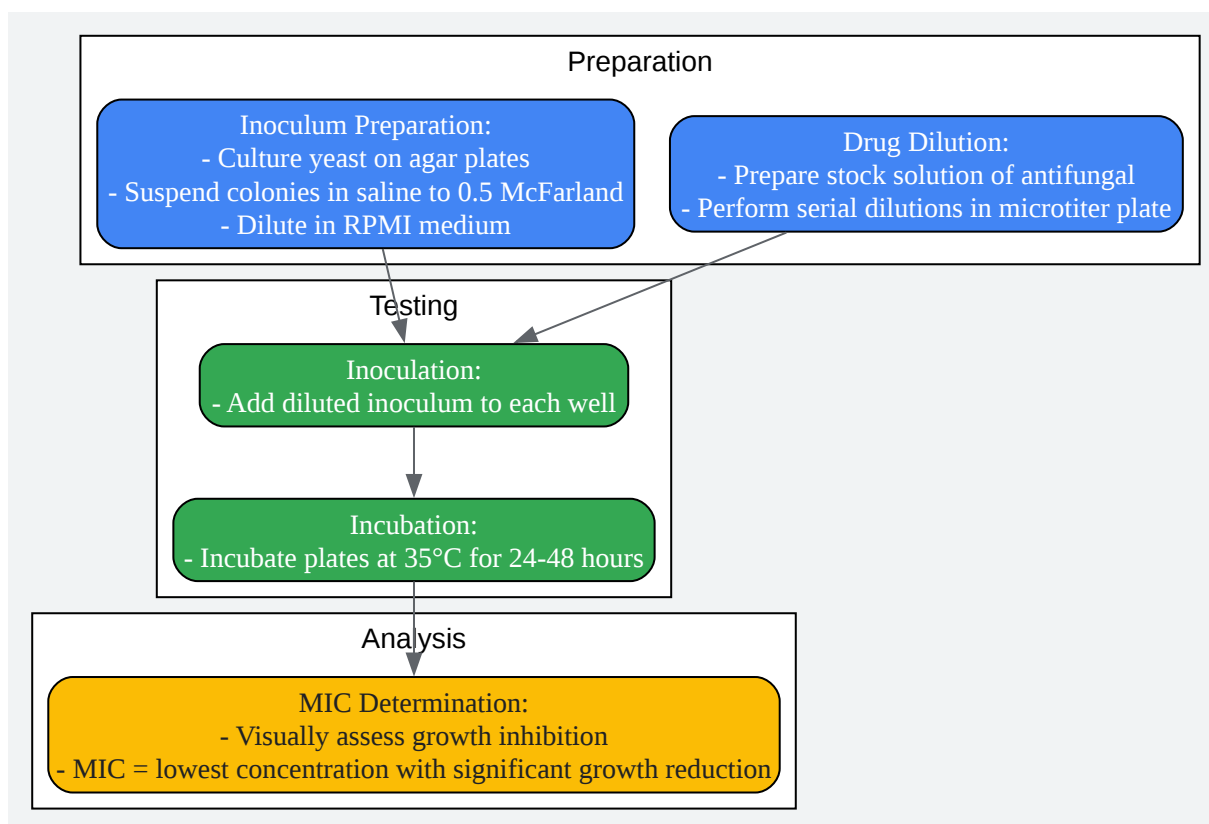 Preparation
Inoculum Preparation:
- Culture yeast on agar plates
- Suspend colonies in saline to 0.5 McFarland
- Dilute in RPMI medium
Drug Dilution:
- Prepare stock solution of antifungal
- Perform serial dilutions in microtiter plate
Testing
Inoculation:
- Add diluted inoculum to each well
Incubation:
- Incubate plates at 35°C for 24-48 hours
Analysis
MIC Determination:
- Visually assess growth inhibition
- MIC = lowest concentration with significant growth reduction